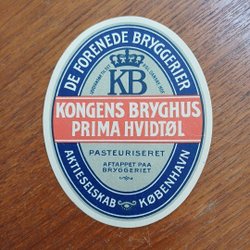 DE FORENEDE BRYGGERIER
KB
KONGENS BRYGHUS
PRIMA HVIDTØL
PASTEURISERET
AFTAPPET PAA
BRYGGERIET
AKTIESELSKAB KØBENHAVN